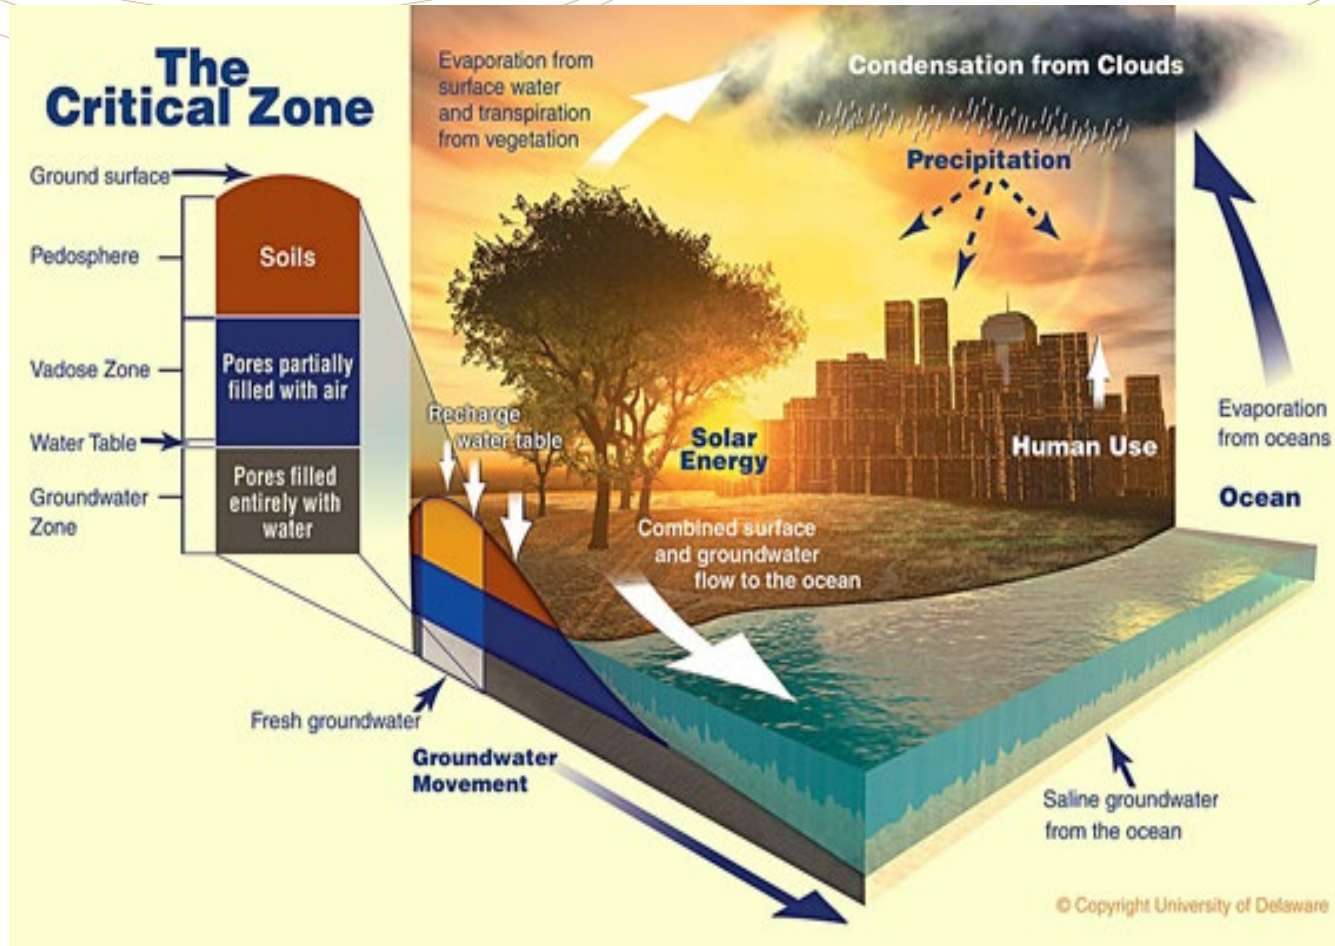 The
Critical Zone
Ground surface
Pedosphere
Soils
Vadose Zone
Pores partially
filled with air
Water Table
Groundwater
Zone
Pores filled
entirely with
water
Evaporation from
surface water
and transpiration
from vegetation
Condensation from Clouds
Precipitation
Recharge
water table
Solar
Energy
Human Use
Evaporation
from oceans
Ocean
Combined surface
and groundwater
flow to the ocean
Fresh groundwater
Groundwater
Movement
Saline groundwater
from the ocean
© Copyright University of Delaware